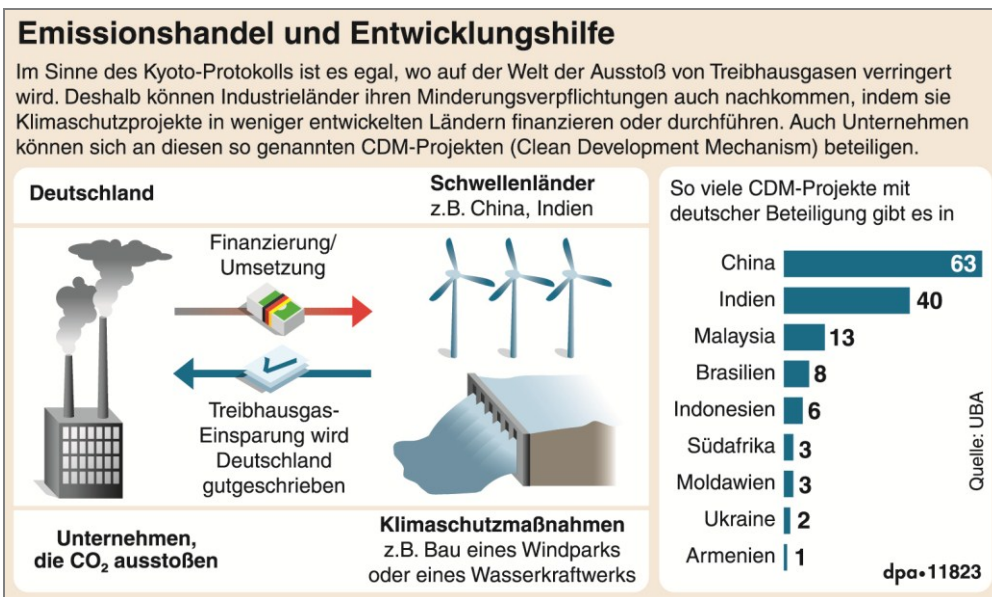 Emissionshandel und Entwicklungshilfe
Im Sinne des Kyoto-Protokolls ist es egal, wo auf der Welt der Ausstoß von Treibhausgasen verringert
wird. Deshalb können Industrieländer ihren Minderungsverpflichtungen auch nachkommen, indem sie
Klimaschutzprojekte in weniger entwickelten Ländern finanzieren oder durchführen. Auch Unternehmen
können sich an diesen so genannten CDM-Projekten (Clean Development Mechanism) beteiligen.
Deutschland
Schwellenländer
z.B. China, Indien
Finanzierung/
Umsetzung
Treibhausgas-
Einsparung wird
Deutschland
gutgeschrieben
Unternehmen,
die CO₂ ausstoßen
Klimaschutzmaßnahmen
z.B. Bau eines Windparks
oder eines Wasserkraftwerks
So viele CDM-Projekte mit
deutscher Beteiligung gibt es in
China 63
Indien 40
Malaysia 13
Brasilien 8
Indonesien 6
Südafrika 3
Moldawien 3
Ukraine 2
Armenien 1
Quelle: UBA
dpa•11823